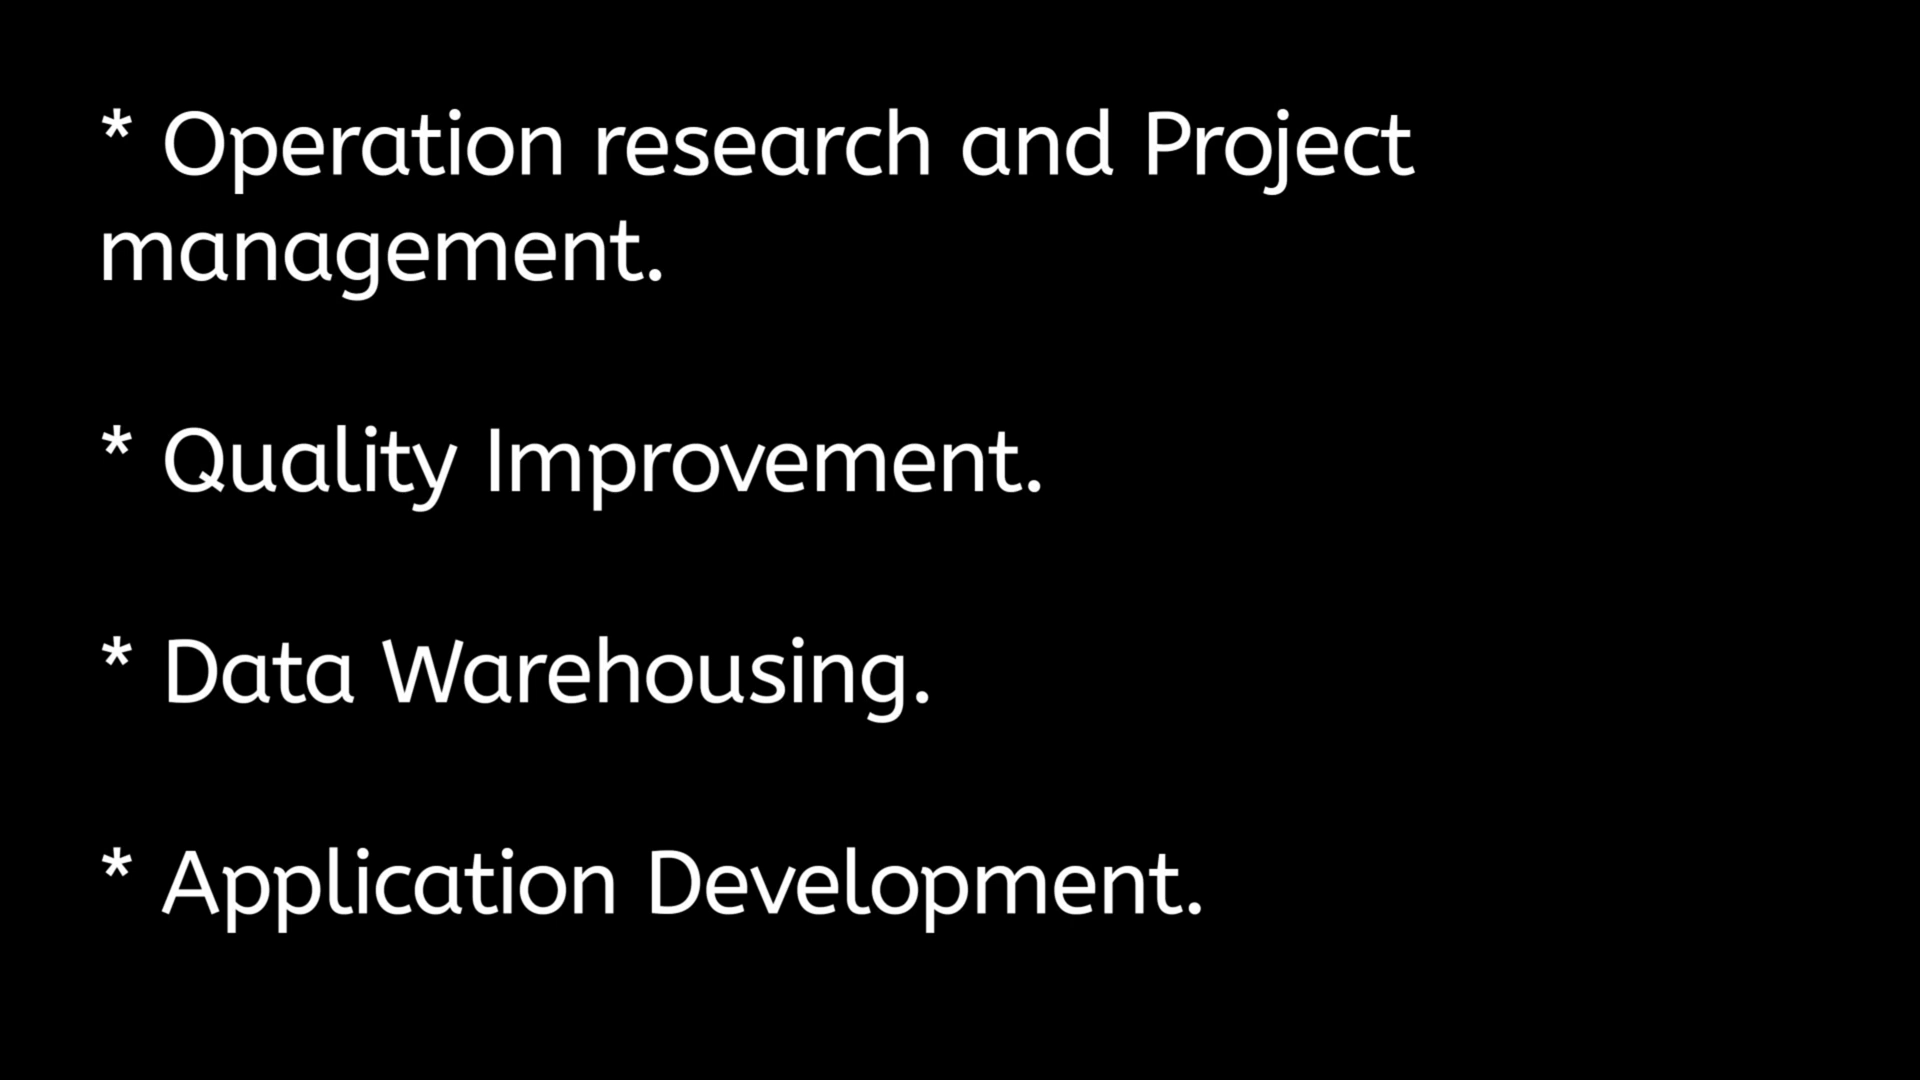 * Operation research and Project
management.
* Quality Improvement.
* Data Warehousing.
* Application Development.